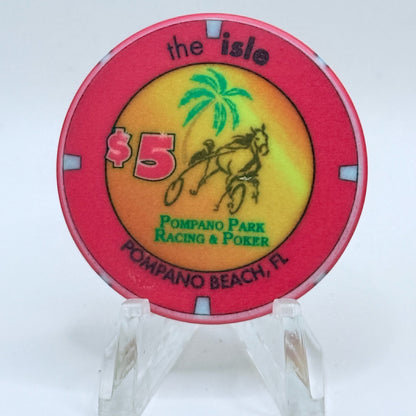 the isle
$5
POMPANO PARK
RACING & POKER
POMPANO BEACH, FL